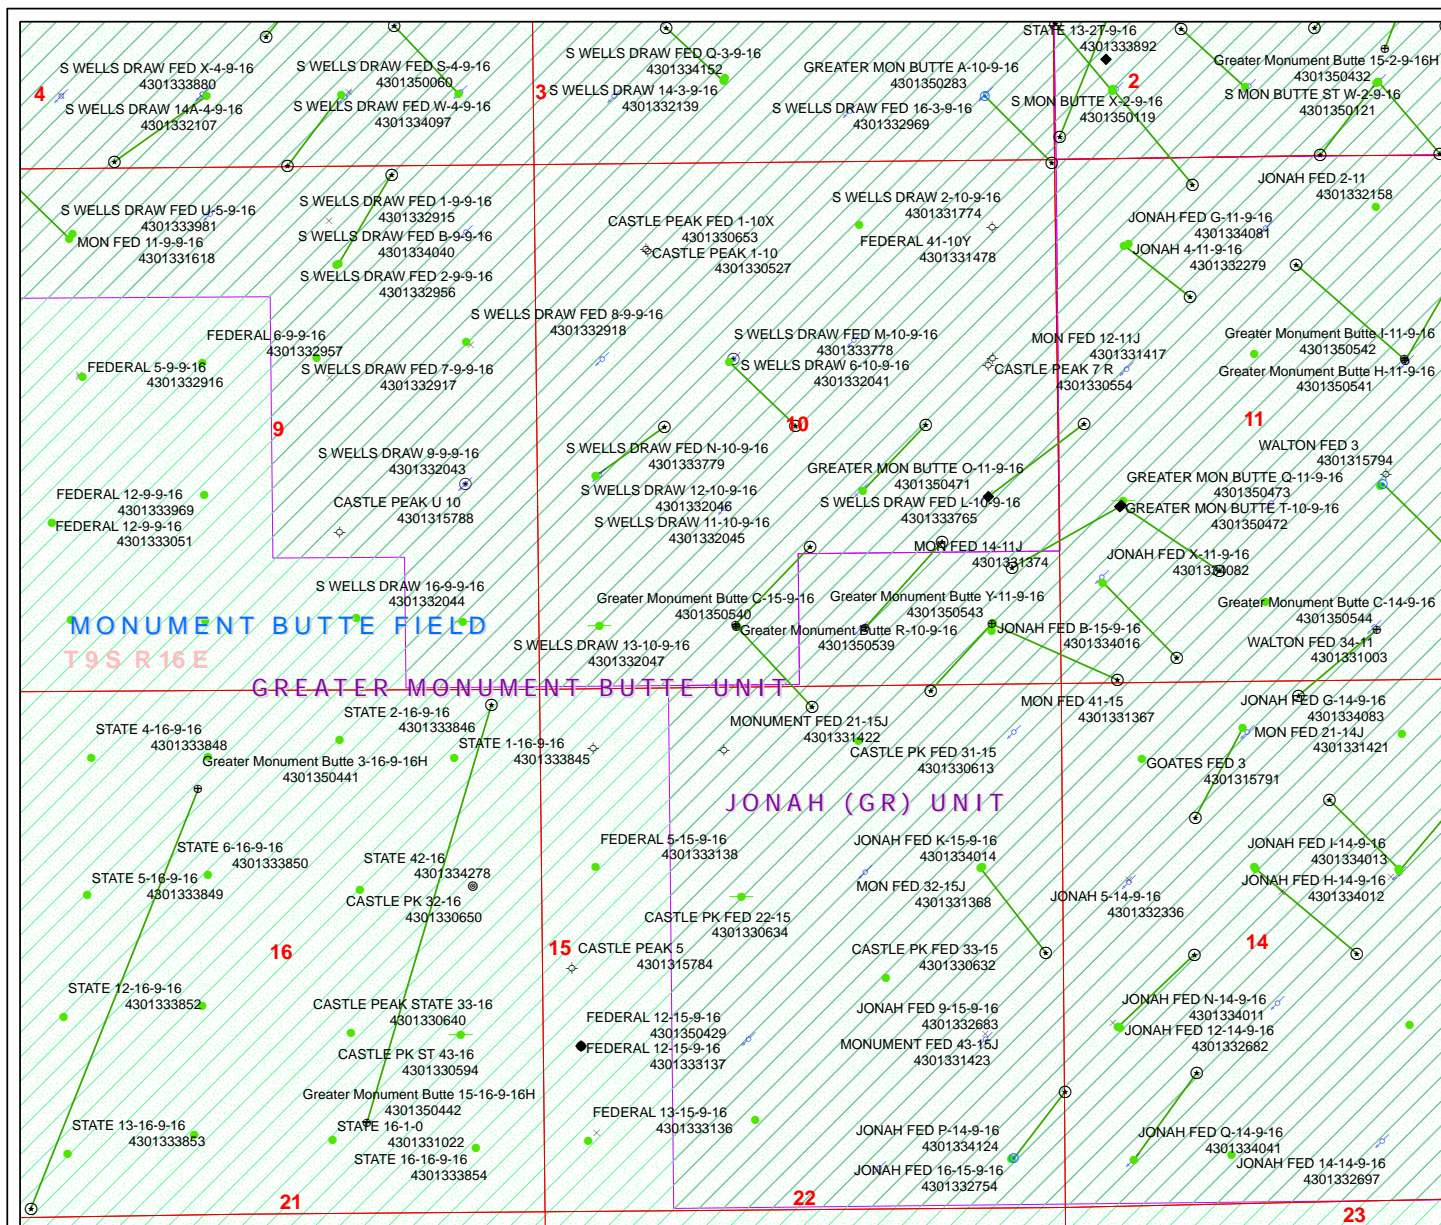 STATE 13-2T-9-16
4301333892
S WELLS DRAW FED Q-3-9-16
4301334152
GREATER MON BUTTE A-10-9-16
4301350283
Greater Monument Butte 15-2-9-16H
4301350432
S WELLS DRAW FED X-4-9-16
4301333880
S WELLS DRAW FED S-4-9-16
4301350060
4
3
2
S WELLS DRAW 14A-4-9-16
4301332107
S WELLS DRAW FED W-4-9-16
4301334097
S WELLS DRAW 14-3-9-16
4301332139
S WELLS DRAW FED 16-3-9-16
4301332969
S MON BUTTE X-2-9-16
4301350119
S MON BUTTE ST W-2-9-16
4301350121
JONAH FED 2-11
4301332158
S WELLS DRAW FED U-5-9-16
4301333981
MON FED 11-9-9-16
4301331618
S WELLS DRAW FED 1-9-9-16
4301332915
S WELLS DRAW FED B-9-9-16
4301334040
S WELLS DRAW FED 2-9-9-16
4301332956
CASTLE PEAK FED 1-10X
4301330653
CASTLE PEAK 1-10
4301330527
S WELLS DRAW 2-10-9-16
4301331774
FEDERAL 41-10Y
4301331478
JONAH FED G-11-9-16
4301334081
JONAH 4-11-9-16
4301332279
FEDERAL 6-9-9-16
4301332957
FEDERAL 5-9-9-16
4301332916
S WELLS DRAW FED 8-9-9-16
4301332918
S WELLS DRAW FED 7-9-9-16
4301332917
S WELLS DRAW FED M-10-9-16
4301333778
S WELLS DRAW 6-10-9-16
4301332041
MON FED 12-11J
4301331417
CASTLE PEAK 7 R
4301330554
Greater Monument Butte I-11-9-16
4301350542
Greater Monument Butte H-11-9-16
4301350541
9
10
11
S WELLS DRAW 9-9-9-16
4301332043
CASTLE PEAK U 10
4301315788
S WELLS DRAW FED N-10-9-16
4301333779
S WELLS DRAW 12-10-9-16
4301332046
S WELLS DRAW 11-10-9-16
4301332045
GREATER MON BUTTE O-11-9-16
4301350471
S WELLS DRAW FED L-10-9-16
4301333765
WALTON FED 3
4301315794
GREATER MON BUTTE Q-11-9-16
4301350473
GREATER MON BUTTE T-10-9-16
4301350472
FEDERAL 12-9-9-16
4301333969
FEDERAL 12-9-9-16
4301333051
MON FED 14-11J
4301331374
JONAH FED X-11-9-16
4301334082
S WELLS DRAW 16-9-9-16
4301332044
Greater Monument Butte C-15-9-16
4301350540
Greater Monument Butte R-10-9-16
4301350539
Greater Monument Butte Y-11-9-16
4301350543
JONAH FED B-15-9-16
4301334016
Greater Monument Butte C-14-9-16
4301350544
WALTON FED 34-11
4301331003
MONUMENT BUTTE FIELD
T 9 S R 16 E
S WELLS DRAW 13-10-9-16
4301332047
GREATER MONUMENT BUTTE UNIT
STATE 4-16-9-16
4301333848
STATE 2-16-9-16
4301333846
STATE 1-16-9-16
4301333845
Greater Monument Butte 3-16-9-16H
4301350441
MONUMENT FED 21-15J
4301331422
CASTLE PK FED 31-15
4301330613
MON FED 41-15
4301331367
JONAH FED G-14-9-16
4301334083
MON FED 21-14J
4301331421
GOATES FED 3
4301315791
JONAH (GR) UNIT
STATE 6-16-9-16
4301333850
STATE 5-16-9-16
4301333849
STATE 42-16
4301334278
CASTLE PK 32-16
4301330650
FEDERAL 5-15-9-16
4301333138
CASTLE PK FED 22-15
4301330634
JONAH FED K-15-9-16
4301334014
MON FED 32-15J
4301331368
JONAH 5-14-9-16
4301332336
JONAH FED I-14-9-16
4301334013
JONAH FED H-14-9-16
4301334012
16
15
14
CASTLE PEAK 5
4301315784
CASTLE PK FED 33-15
4301330632
STATE 12-16-9-16
4301333852
CASTLE PEAK STATE 33-16
4301330640
CASTLE PK ST 43-16
4301330594
FEDERAL 12-15-9-16
4301350429
FEDERAL 12-15-9-16
4301333137
JONAH FED 9-15-9-16
4301332683
MONUMENT FED 43-15J
4301331423
JONAH FED N-14-9-16
4301334011
JONAH FED 12-14-9-16
4301332682
Greater Monument Butte 15-16-9-16H
4301350442
STATE 13-16-9-16
4301333853
STATE 16-1-0
4301331022
STATE 16-16-9-16
4301333854
FEDERAL 13-15-9-16
4301333136
JONAH FED P-14-9-16
4301334124
JONAH FED 16-15-9-16
4301332754
JONAH FED Q-14-9-16
4301334041
JONAH FED 14-14-9-16
4301332697
21
22
23